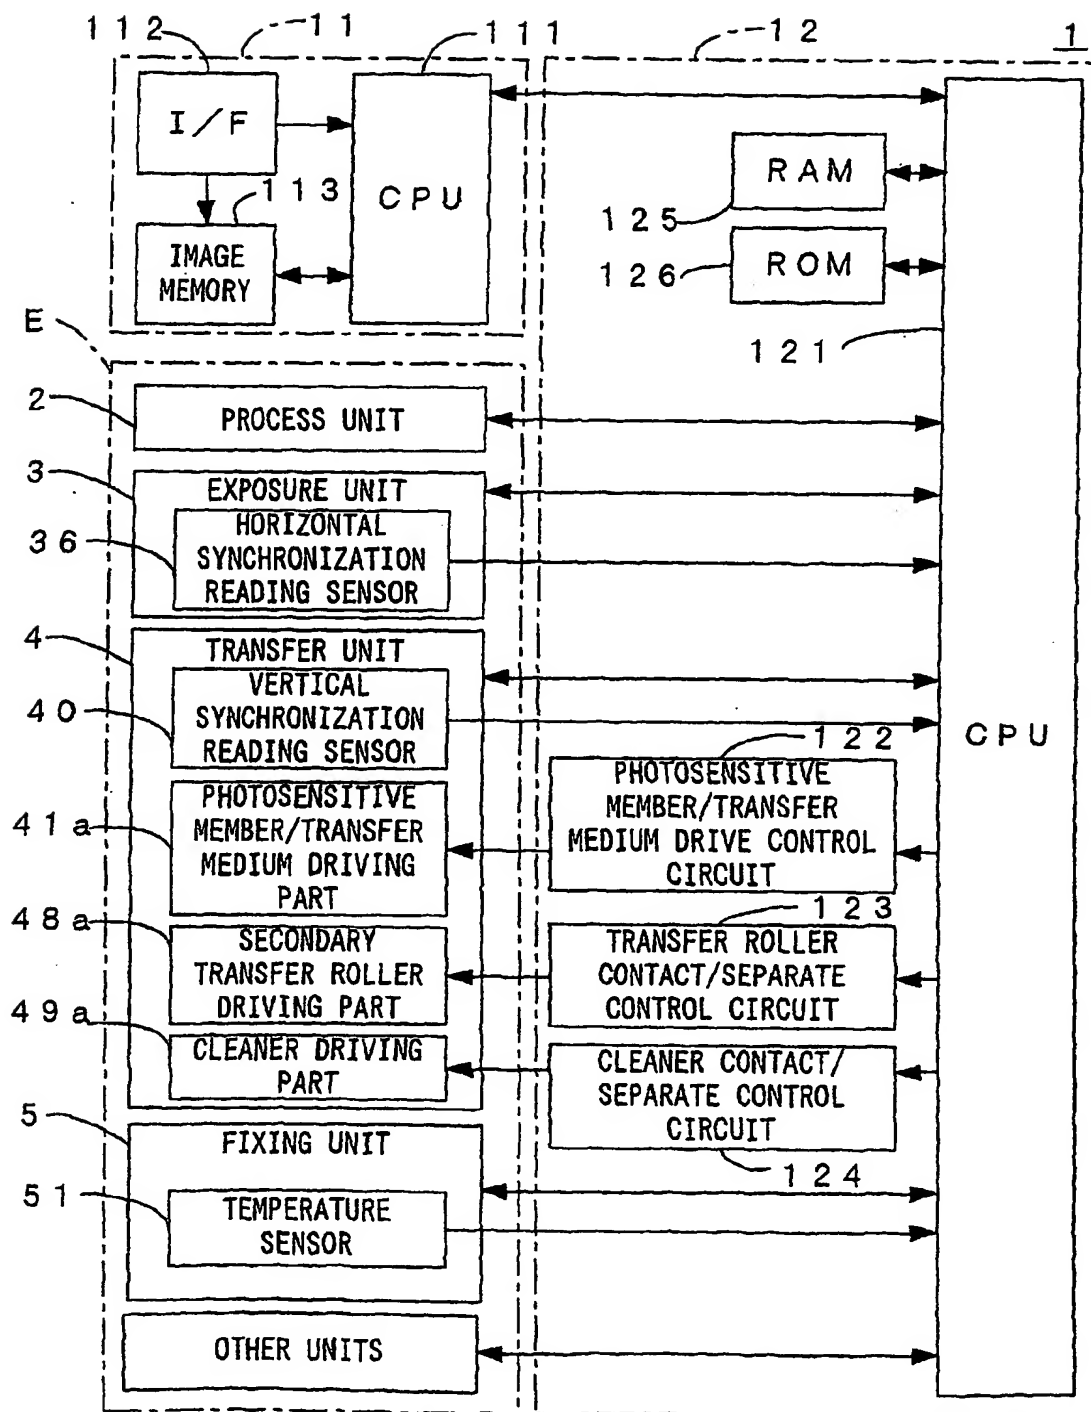 112
11
111
12
1
I/F
CPU
113
IMAGE
MEMORY
RAM
125
ROM
126
121
E
2
PROCESS UNIT
3
EXPOSURE UNIT
36
HORIZONTAL
SYNCHRONIZATION
READING SENSOR
4
TRANSFER UNIT
40
VERTICAL
SYNCHRONIZATION
READING SENSOR
CPU
122
41a
PHOTOSENSITIVE
MEMBER/TRANSFER
MEDIUM DRIVING
PART
PHOTOSENSITIVE
MEMBER/TRANSFER
MEDIUM DRIVE CONTROL
CIRCUIT
123
48a
SECONDARY
TRANSFER ROLLER
DRIVING PART
TRANSFER ROLLER
CONTACT/SEPARATE
CONTROL CIRCUIT
49a
CLEANER DRIVING
PART
CLEANER CONTACT/
SEPARATE CONTROL
CIRCUIT
124
5
FIXING UNIT
51
TEMPERATURE
SENSOR
OTHER UNITS